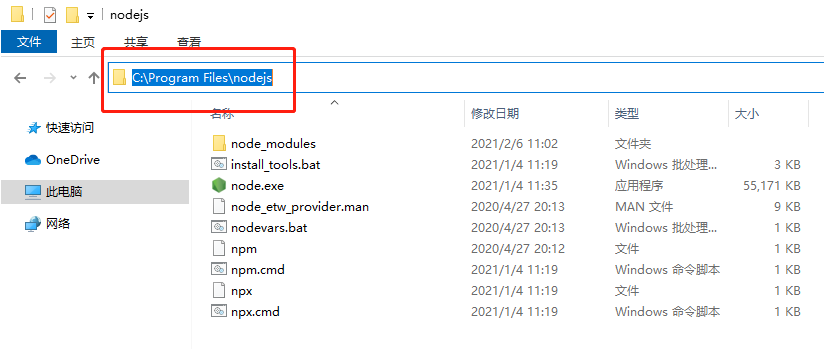 nodejs
文件 主页 共享 查看
C:\Program Files\nodejs
名称 修改日期 类型 大小
快速访问
OneDrive
此电脑
网络
node_modules 2021/2/6 11:02 文件夹
install_tools.bat 2021/1/4 11:19 Windows 批处理... 3 KB
node.exe 2021/1/4 11:35 应用程序 55,171 KB
node_etw_provider.man 2020/4/27 20:13 MAN 文件 9 KB
nodevars.bat 2020/4/27 20:13 Windows 批处理... 1 KB
npm 2020/4/27 20:12 文件 1 KB
npm.cmd 2021/1/4 11:19 Windows 命令脚本 1 KB
npx 2021/1/4 11:19 文件 1 KB
npx.cmd 2021/1/4 11:19 Windows 命令脚本 1 KB